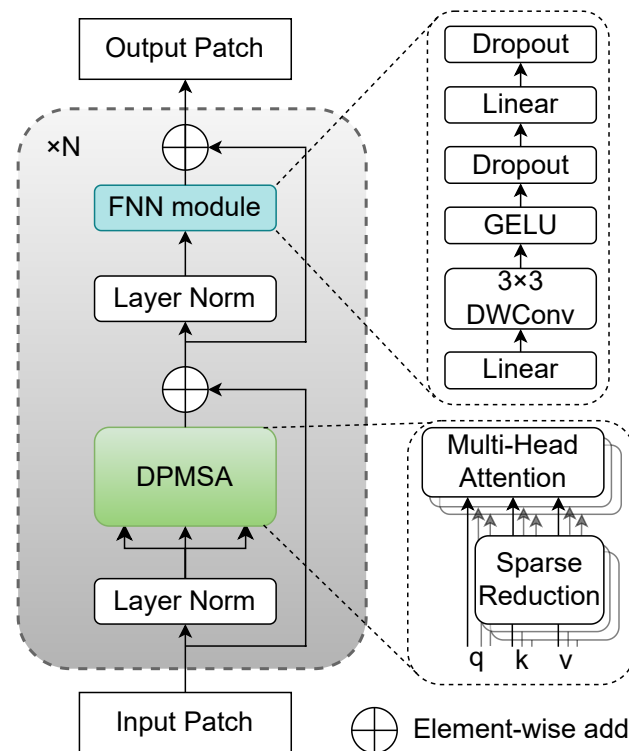 Output Patch
×N
FNN module
Layer Norm
DPMSA
Layer Norm
Input Patch
Dropout
Linear
Dropout
GELU
3×3
DWConv
Linear
Multi-Head
Attention
Sparse
Reduction
q k v
Element-wise add